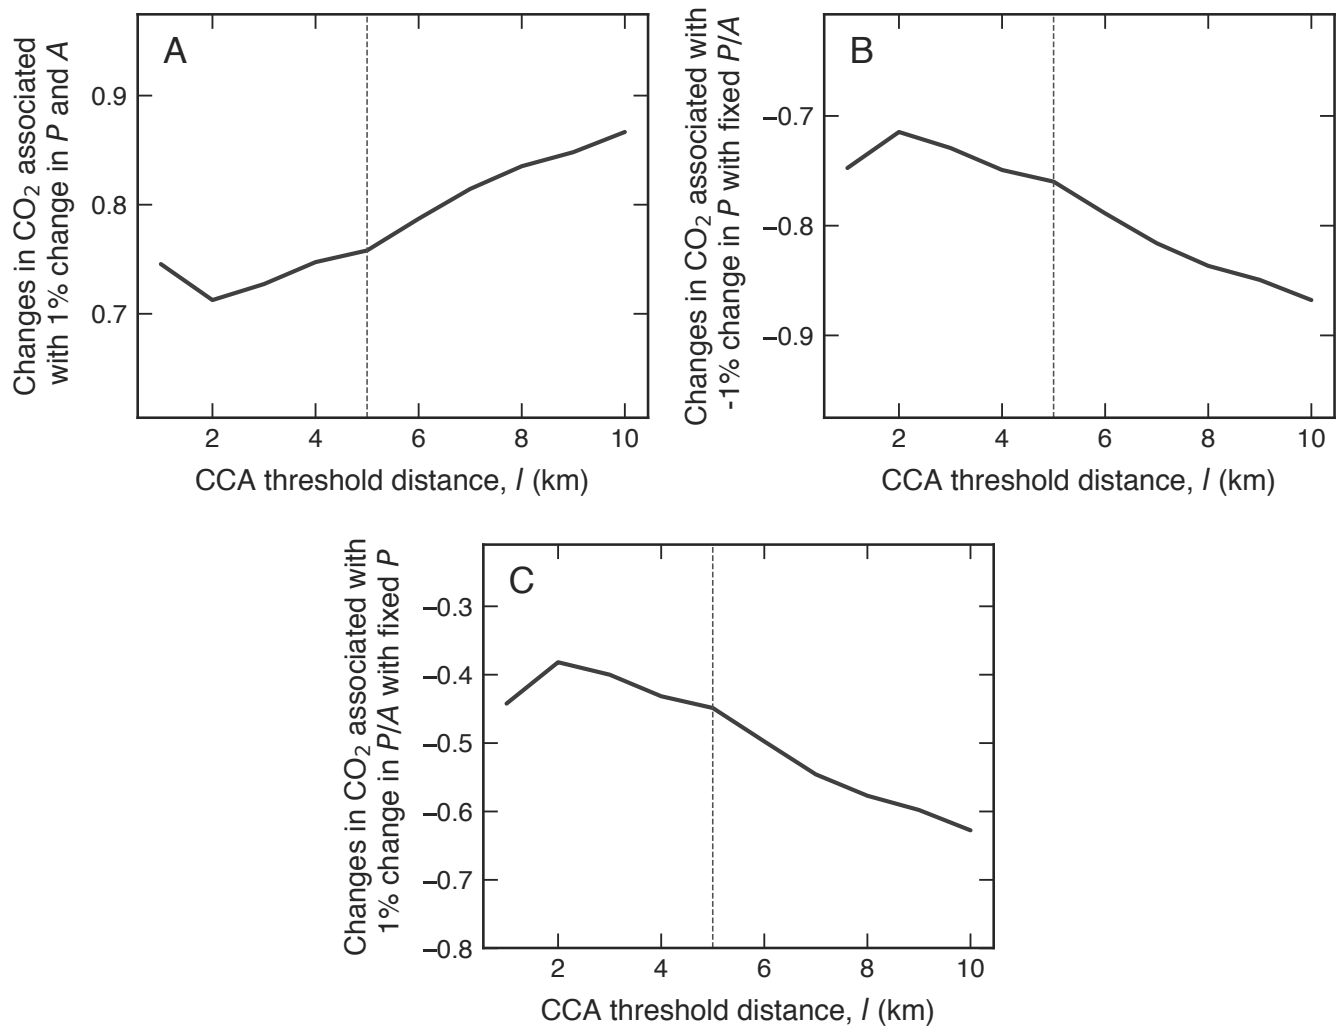 A
Changes in CO2 associated
with 1% change in P and A
0.9
0.8
0.7
2 4 6 8 10
CCA threshold distance, l (km)
B
Changes in CO2 associated with
-1% change in P with fixed P/A
−0.7
−0.8
−0.9
2 4 6 8 10
CCA threshold distance, l (km)
C
Changes in CO2 associated with
1% change in P/A with fixed P
−0.3
−0.4
−0.5
−0.6
−0.7
−0.8
2 4 6 8 10
CCA threshold distance, l (km)